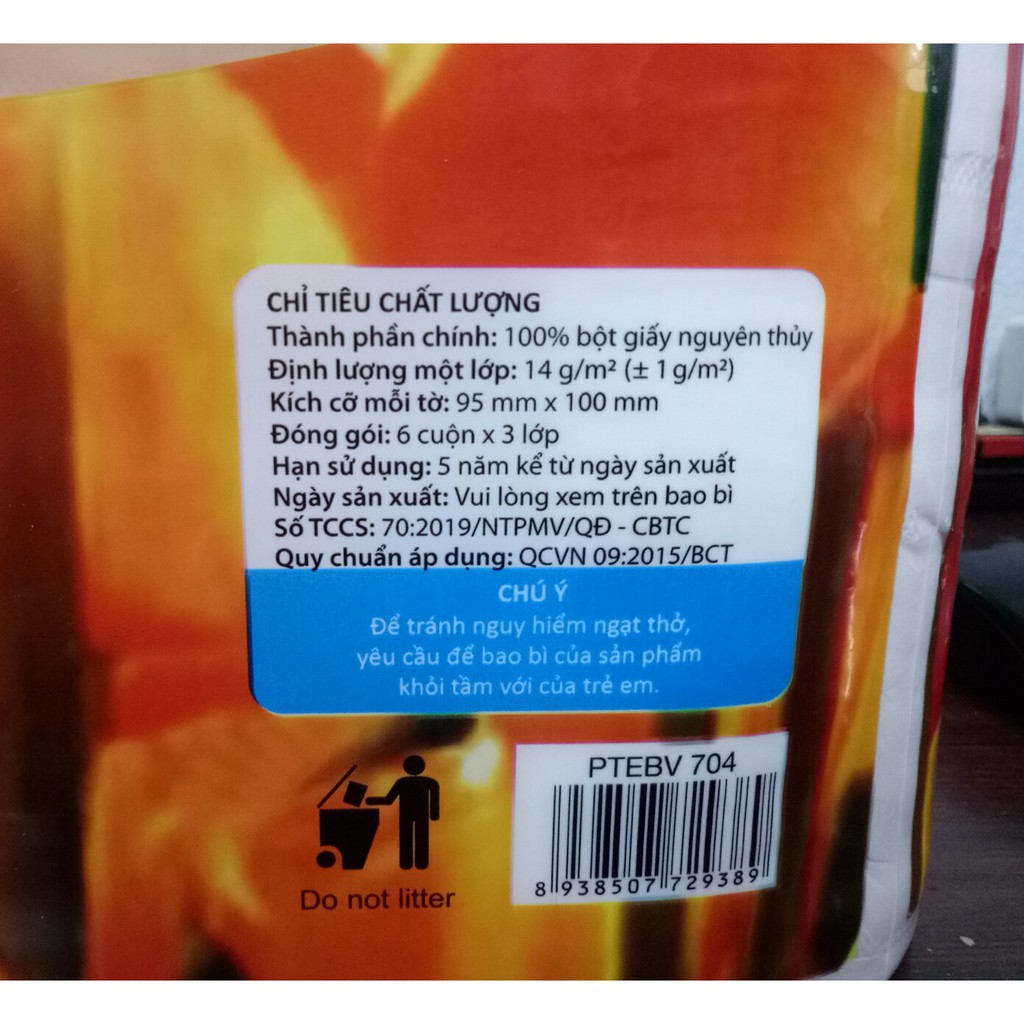 CHỈ TIÊU CHẤT LƯỢNG
Thành phần chính: 100% bột giấy nguyên thủy
Định lượng một lớp: 14 g/m² (± 1 g/m²)
Kích cỡ mỗi tờ: 95 mm x 100 mm
Đóng gói: 6 cuộn x 3 lớp
Hạn sử dụng: 5 năm kể từ ngày sản xuất
Ngày sản xuất: Vui lòng xem trên bao bì
Số TCCS: 70:2019/NTPMV/QĐ - CBTC
Quy chuẩn áp dụng: QCVN 09:2015/BCT
CHÚ Ý
Để tránh nguy hiểm ngạt thở,
yêu cầu để bao bì của sản phẩm
khỏi tầm với của trẻ em.
PTEBV 704
8 938507 729389
Do not litter